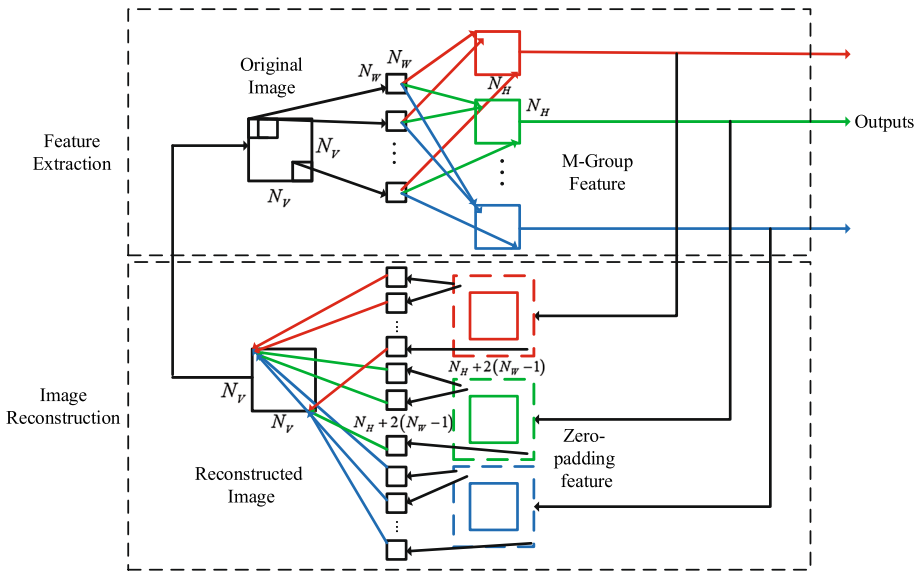 Original
Image
N_W
N_W
N_H
N_H
N_V
N_V
Feature
Extraction
M-Group
Feature
Outputs
Image
Reconstruction
N_H + 2(N_W − 1)
N_H + 2(N_W − 1)
N_V
N_V
Reconstructed
Image
Zero-
padding
feature